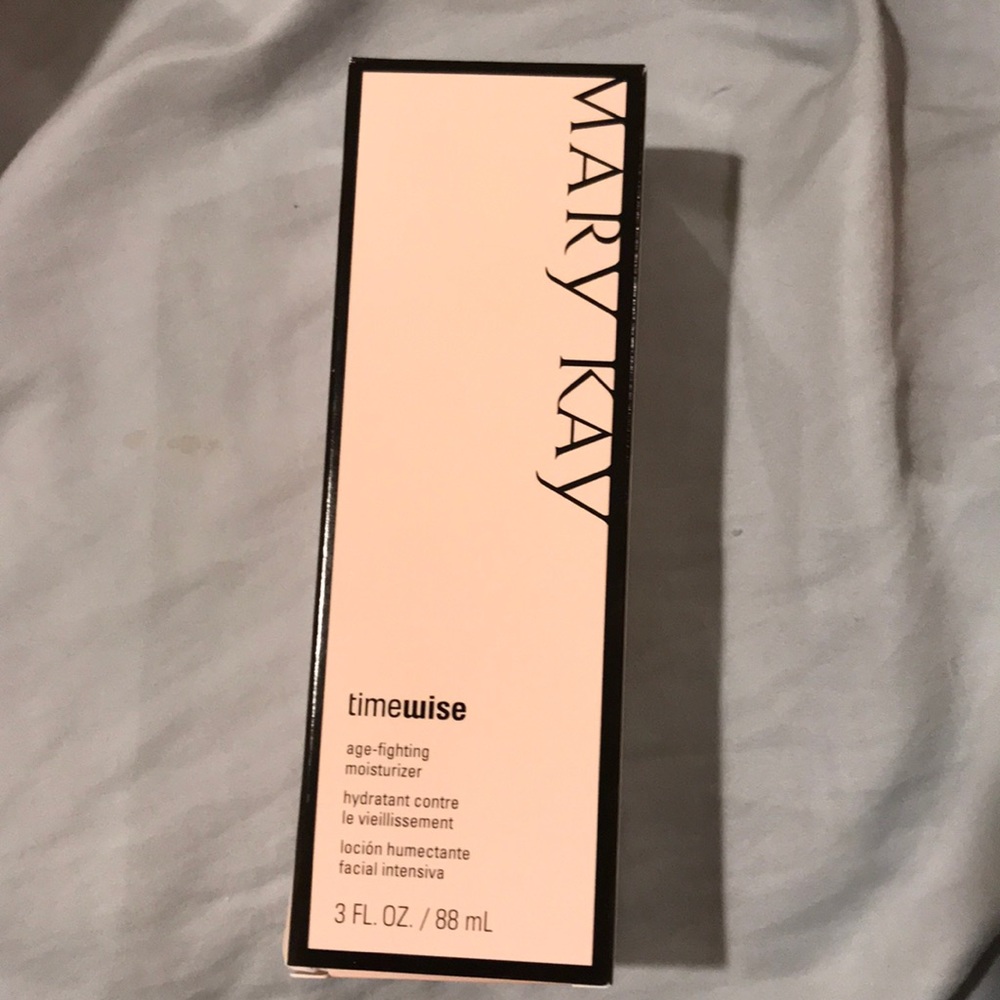 MARY KAY
timewise
age-fighting
moisturizer
hydratant contre
le vieillissement
loción humectante
facial intensiva
3 FL. OZ. / 88 mL